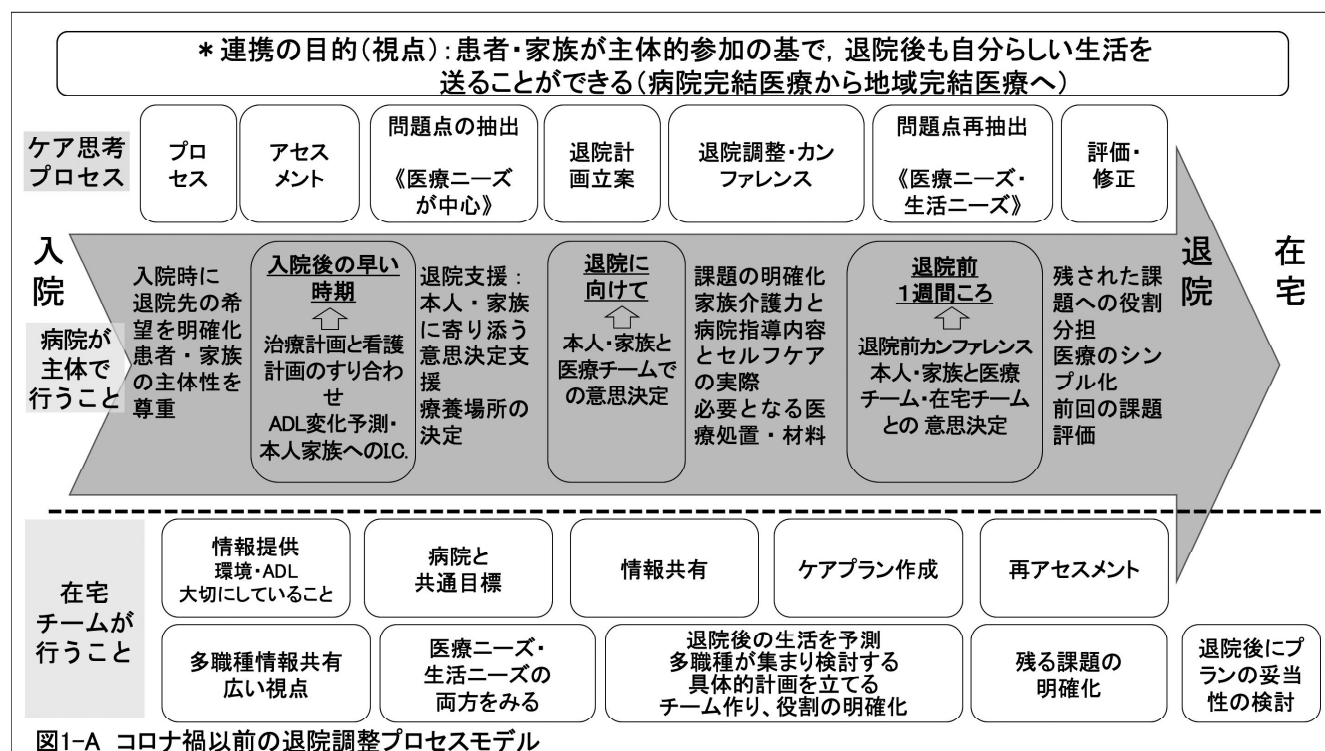 ＊連携の目的(視点)：患者・家族が主体的参加の基で，退院後も自分らしい生活を
送ることができる(病院完結医療から地域完結医療へ)
ケア思考
プロセス
プロ
セス
アセス
メント
問題点の抽出
《医療ニーズ
が中心》
退院計
画立案
退院調整・カン
ファレンス
問題点再抽出
《医療ニーズ・
生活ニーズ》
評価・
修正
入
院
病院が
主体で
行うこと
入院時に
退院先の希
望を明確化
患者・家族
の主体性を
尊重
入院後の早い
時期
治療計画と看護
計画のすり合わ
せ
ADL変化予測・
本人家族へのI.C.
退院支援：
本人・家族
に寄り添う
意思決定支
援
療養場所の
決定
退院に
向けて
本人・家族と
医療チームで
の意思決定
課題の明確化
家族介護力と
病院指導内容
とセルフケア
の実際
必要となる医
療処置・材料
退院前
1週間ころ
退院前カンファレンス
本人・家族と医療
チーム・在宅チーム
との 意思決定
残された課
題への役割
分担
医療のシン
プル化
前回の課題
評価
退
院
在
宅
在宅
チームが
行うこと
情報提供
環境・ADL
大切にしていること
病院と
共通目標
情報共有
ケアプラン作成
再アセスメント
多職種情報共有
広い視点
医療ニーズ・
生活ニーズの
両方をみる
退院後の生活を予測
多職種が集まり検討する
具体的計画を立てる
チーム作り、役割の明確化
残る課題の
明確化
退院後にプ
ランの妥当
性の検討
図1-A コロナ禍以前の退院調整プロセスモデル